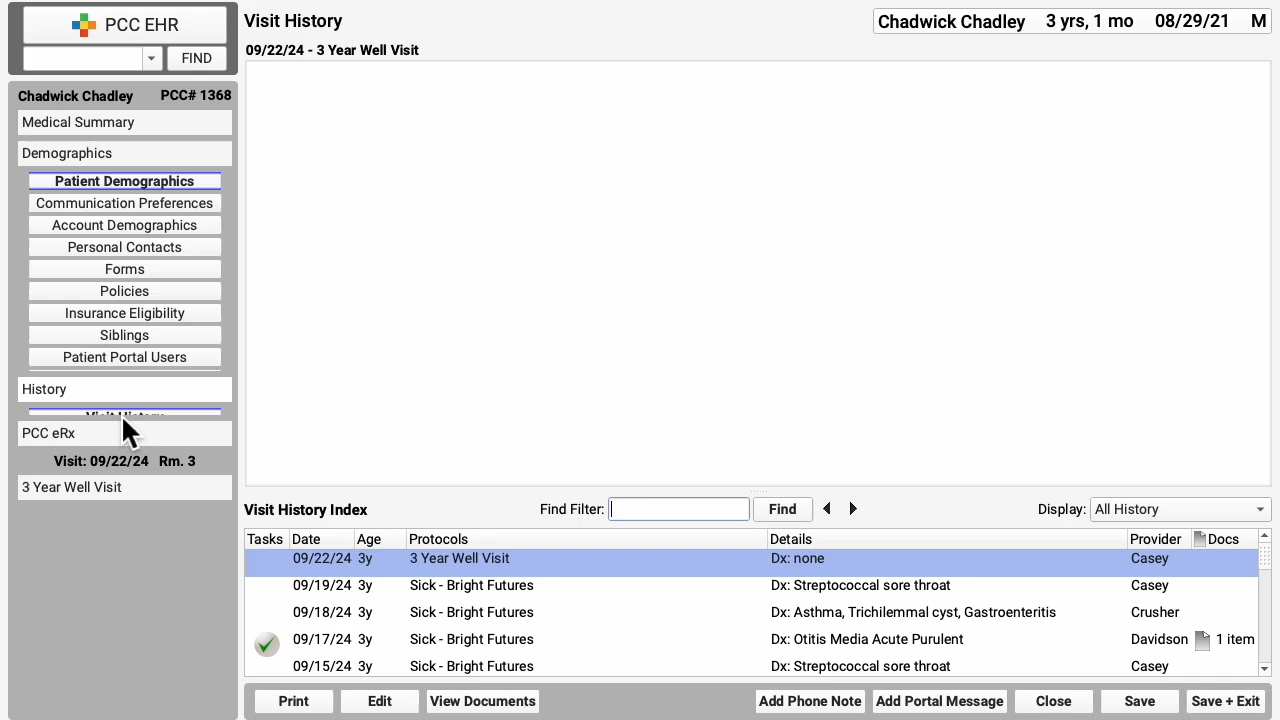 PCC EHR
FIND
Chadwick Chadley PCC# 1368
Medical Summary
Demographics
Patient Demographics
Communication Preferences
Account Demographics
Personal Contacts
Forms
Policies
Insurance Eligibility
Siblings
Patient Portal Users
History
Visit History
PCC eRx
Visit: 09/22/24 Rm. 3
3 Year Well Visit
Visit History
Chadwick Chadley 3 yrs, 1 mo 08/29/21 M
09/22/24 - 3 Year Well Visit
Visit History Index Find Filter: Find Display: All History
Tasks Date Age Protocols Details Provider Docs
09/22/24 3y 3 Year Well Visit Dx: none Casey
09/19/24 3y Sick - Bright Futures Dx: Streptococcal sore throat Casey
09/18/24 3y Sick - Bright Futures Dx: Asthma, Trichilemmal cyst, Gastroenteritis Crusher
09/17/24 3y Sick - Bright Futures Dx: Otitis Media Acute Purulent Davidson 1 item
09/15/24 3y Sick - Bright Futures Dx: Streptococcal sore throat Casey
Print Edit View Documents Add Phone Note Add Portal Message Close Save Save + Exit